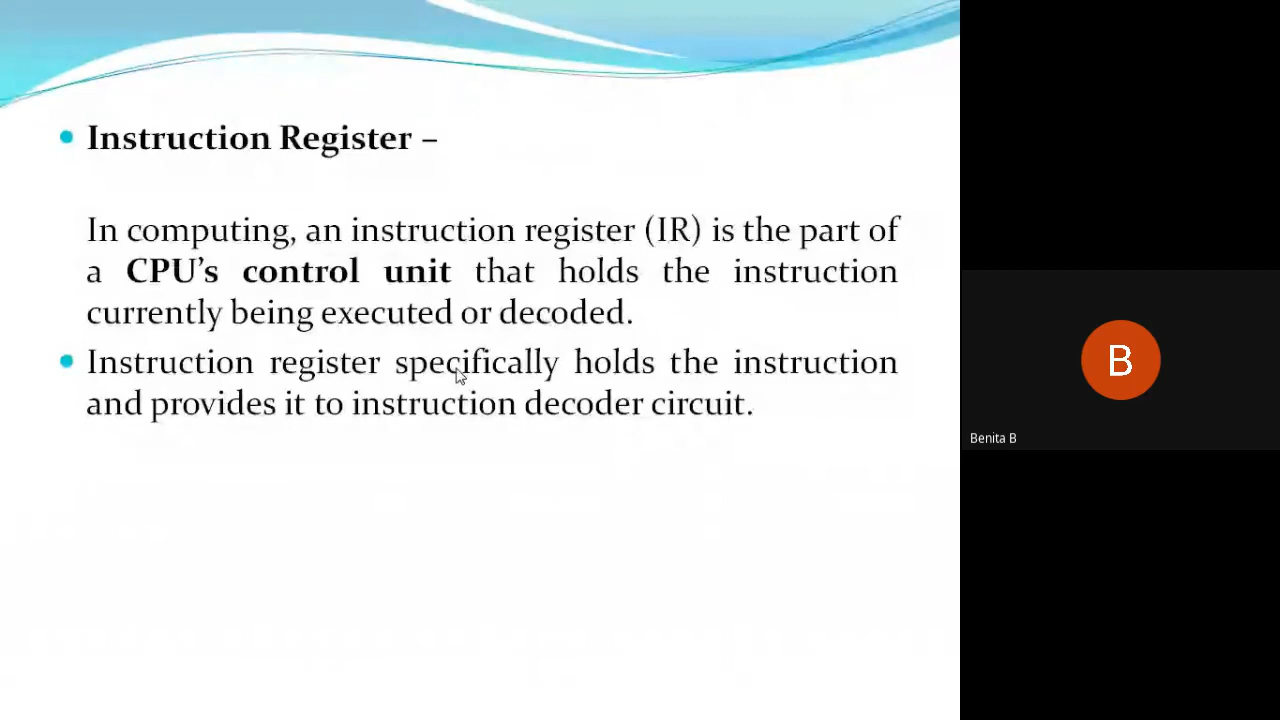 Instruction Register –
In computing, an instruction register (IR) is the part of
a CPU’s control unit that holds the instruction
currently being executed or decoded.
Instruction register specifically holds the instruction
and provides it to instruction decoder circuit.
B
Benita B